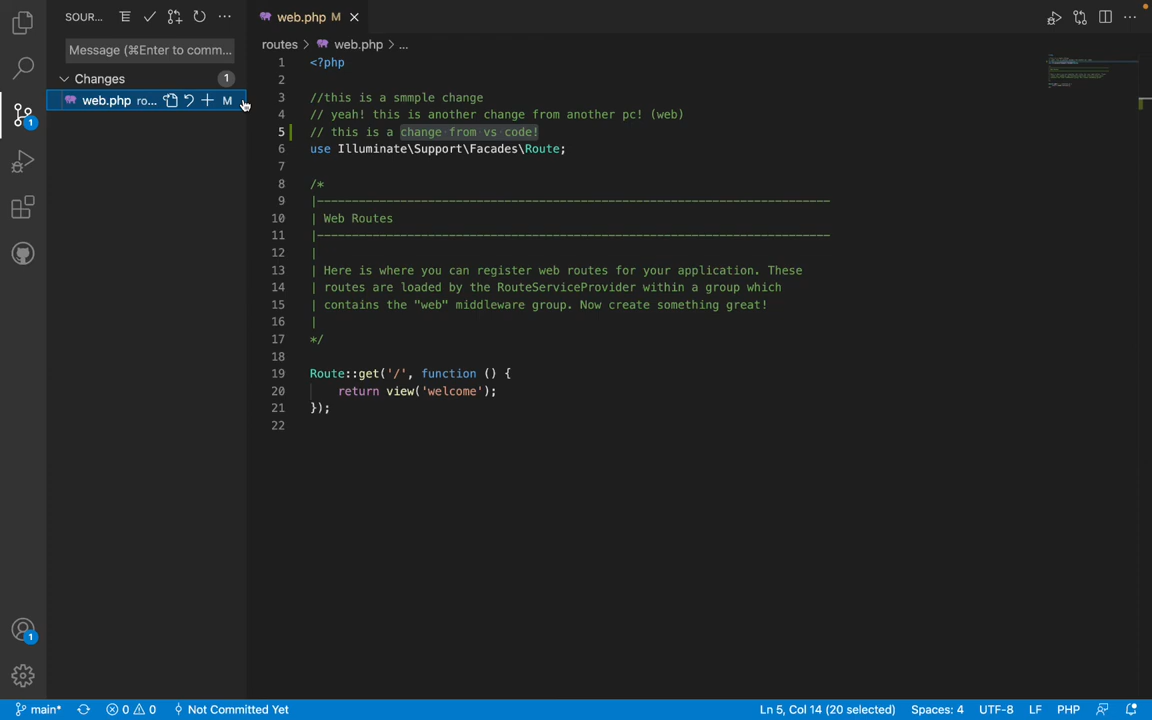 SOUR...
web.php M
Message (⌘Enter to comm...
routes > web.php > ...
Changes 1
web.php ro... M
1 <?php
2
3 //this is a smmple change
4 // yeah! this is another change from another pc! (web)
5 // this is a change from vs code!
6 use Illuminate\Support\Facades\Route;
7
8 /*
9 |--------------------------------------------------------------------------
10 | Web Routes
11 |--------------------------------------------------------------------------
12 |
13 | Here is where you can register web routes for your application. These
14 | routes are loaded by the RouteServiceProvider within a group which
15 | contains the "web" middleware group. Now create something great!
16 |
17 */
18
19 Route::get('/', function () {
20 return view('welcome');
21 });
22
1
1
main* 0 0 Not Committed Yet Ln 5, Col 14 (20 selected) Spaces: 4 UTF-8 LF PHP